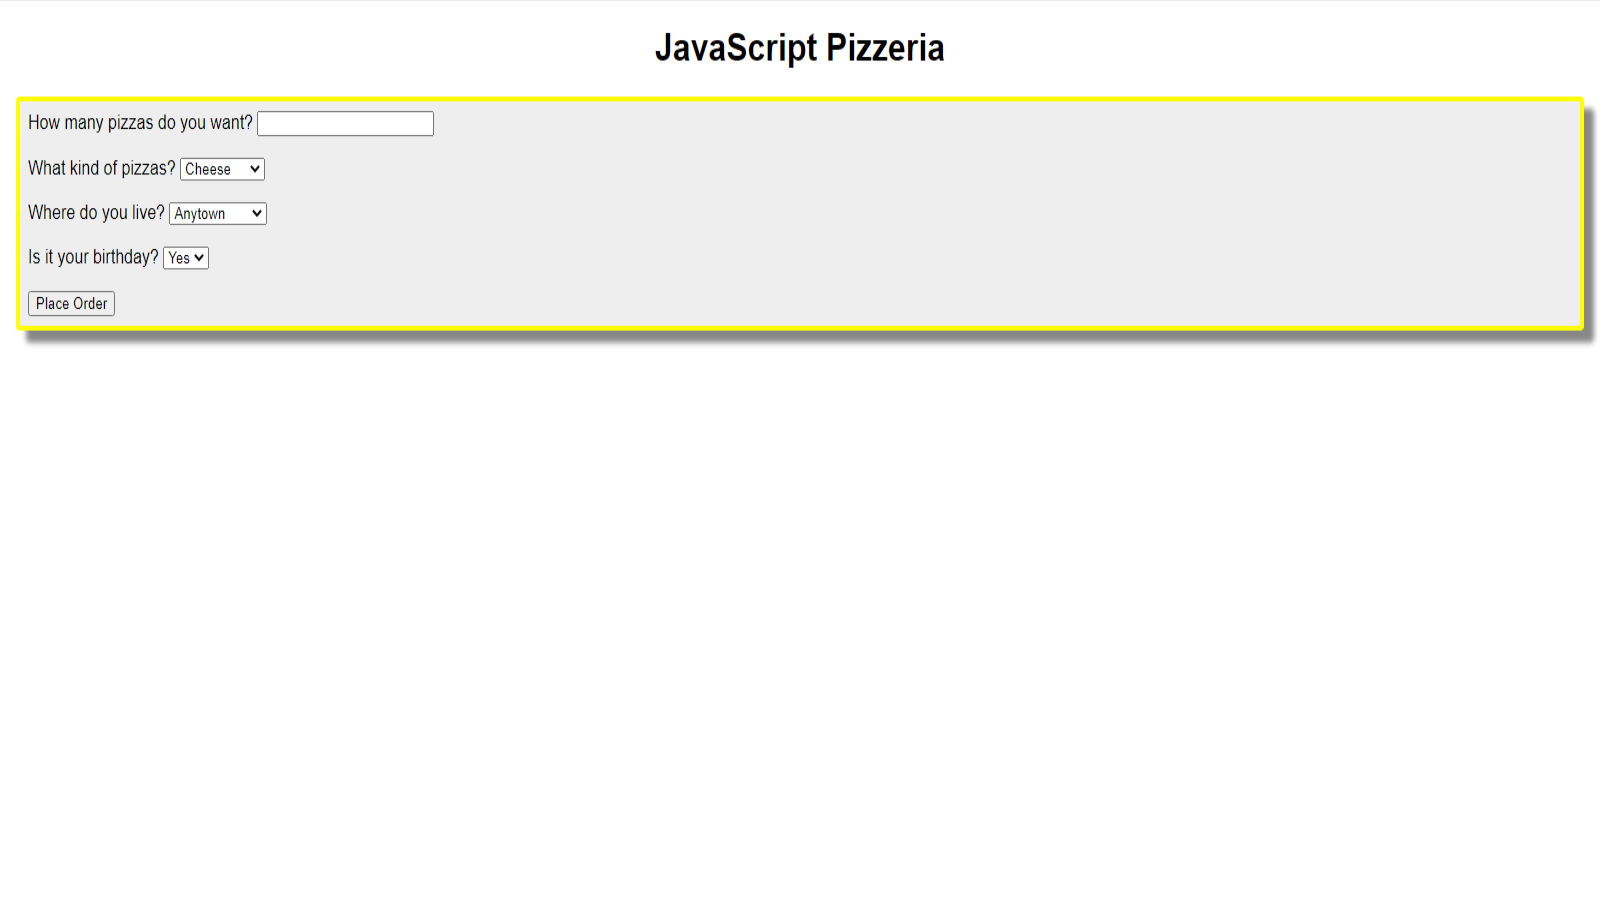 JavaScript Pizzeria
How many pizzas do you want?
What kind of pizzas? Cheese
Where do you live? Anytown
Is it your birthday? Yes
Place Order